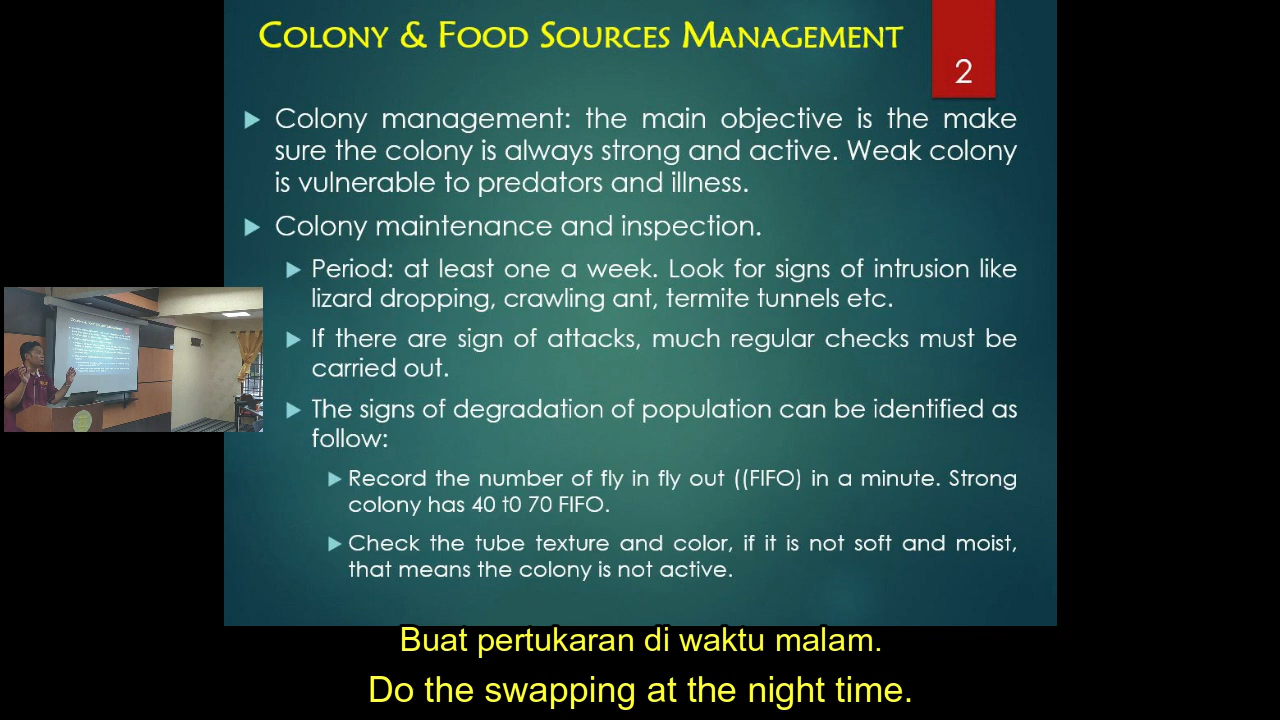 COLONY & FOOD SOURCES MANAGEMENT
2
Colony management: the main objective is the make
sure the colony is always strong and active. Weak colony
is vulnerable to predators and illness.
Colony maintenance and inspection.
Period: at least one a week. Look for signs of intrusion like
lizard dropping, crawling ant, termite tunnels etc.
If there are sign of attacks, much regular checks must be
carried out.
The signs of degradation of population can be identified as
follow:
Record the number of fly in fly out ((FIFO) in a minute. Strong
colony has 40 t0 70 FIFO.
Check the tube texture and color, if it is not soft and moist,
that means the colony is not active.
Buat pertukaran di waktu malam.
Do the swapping at the night time.